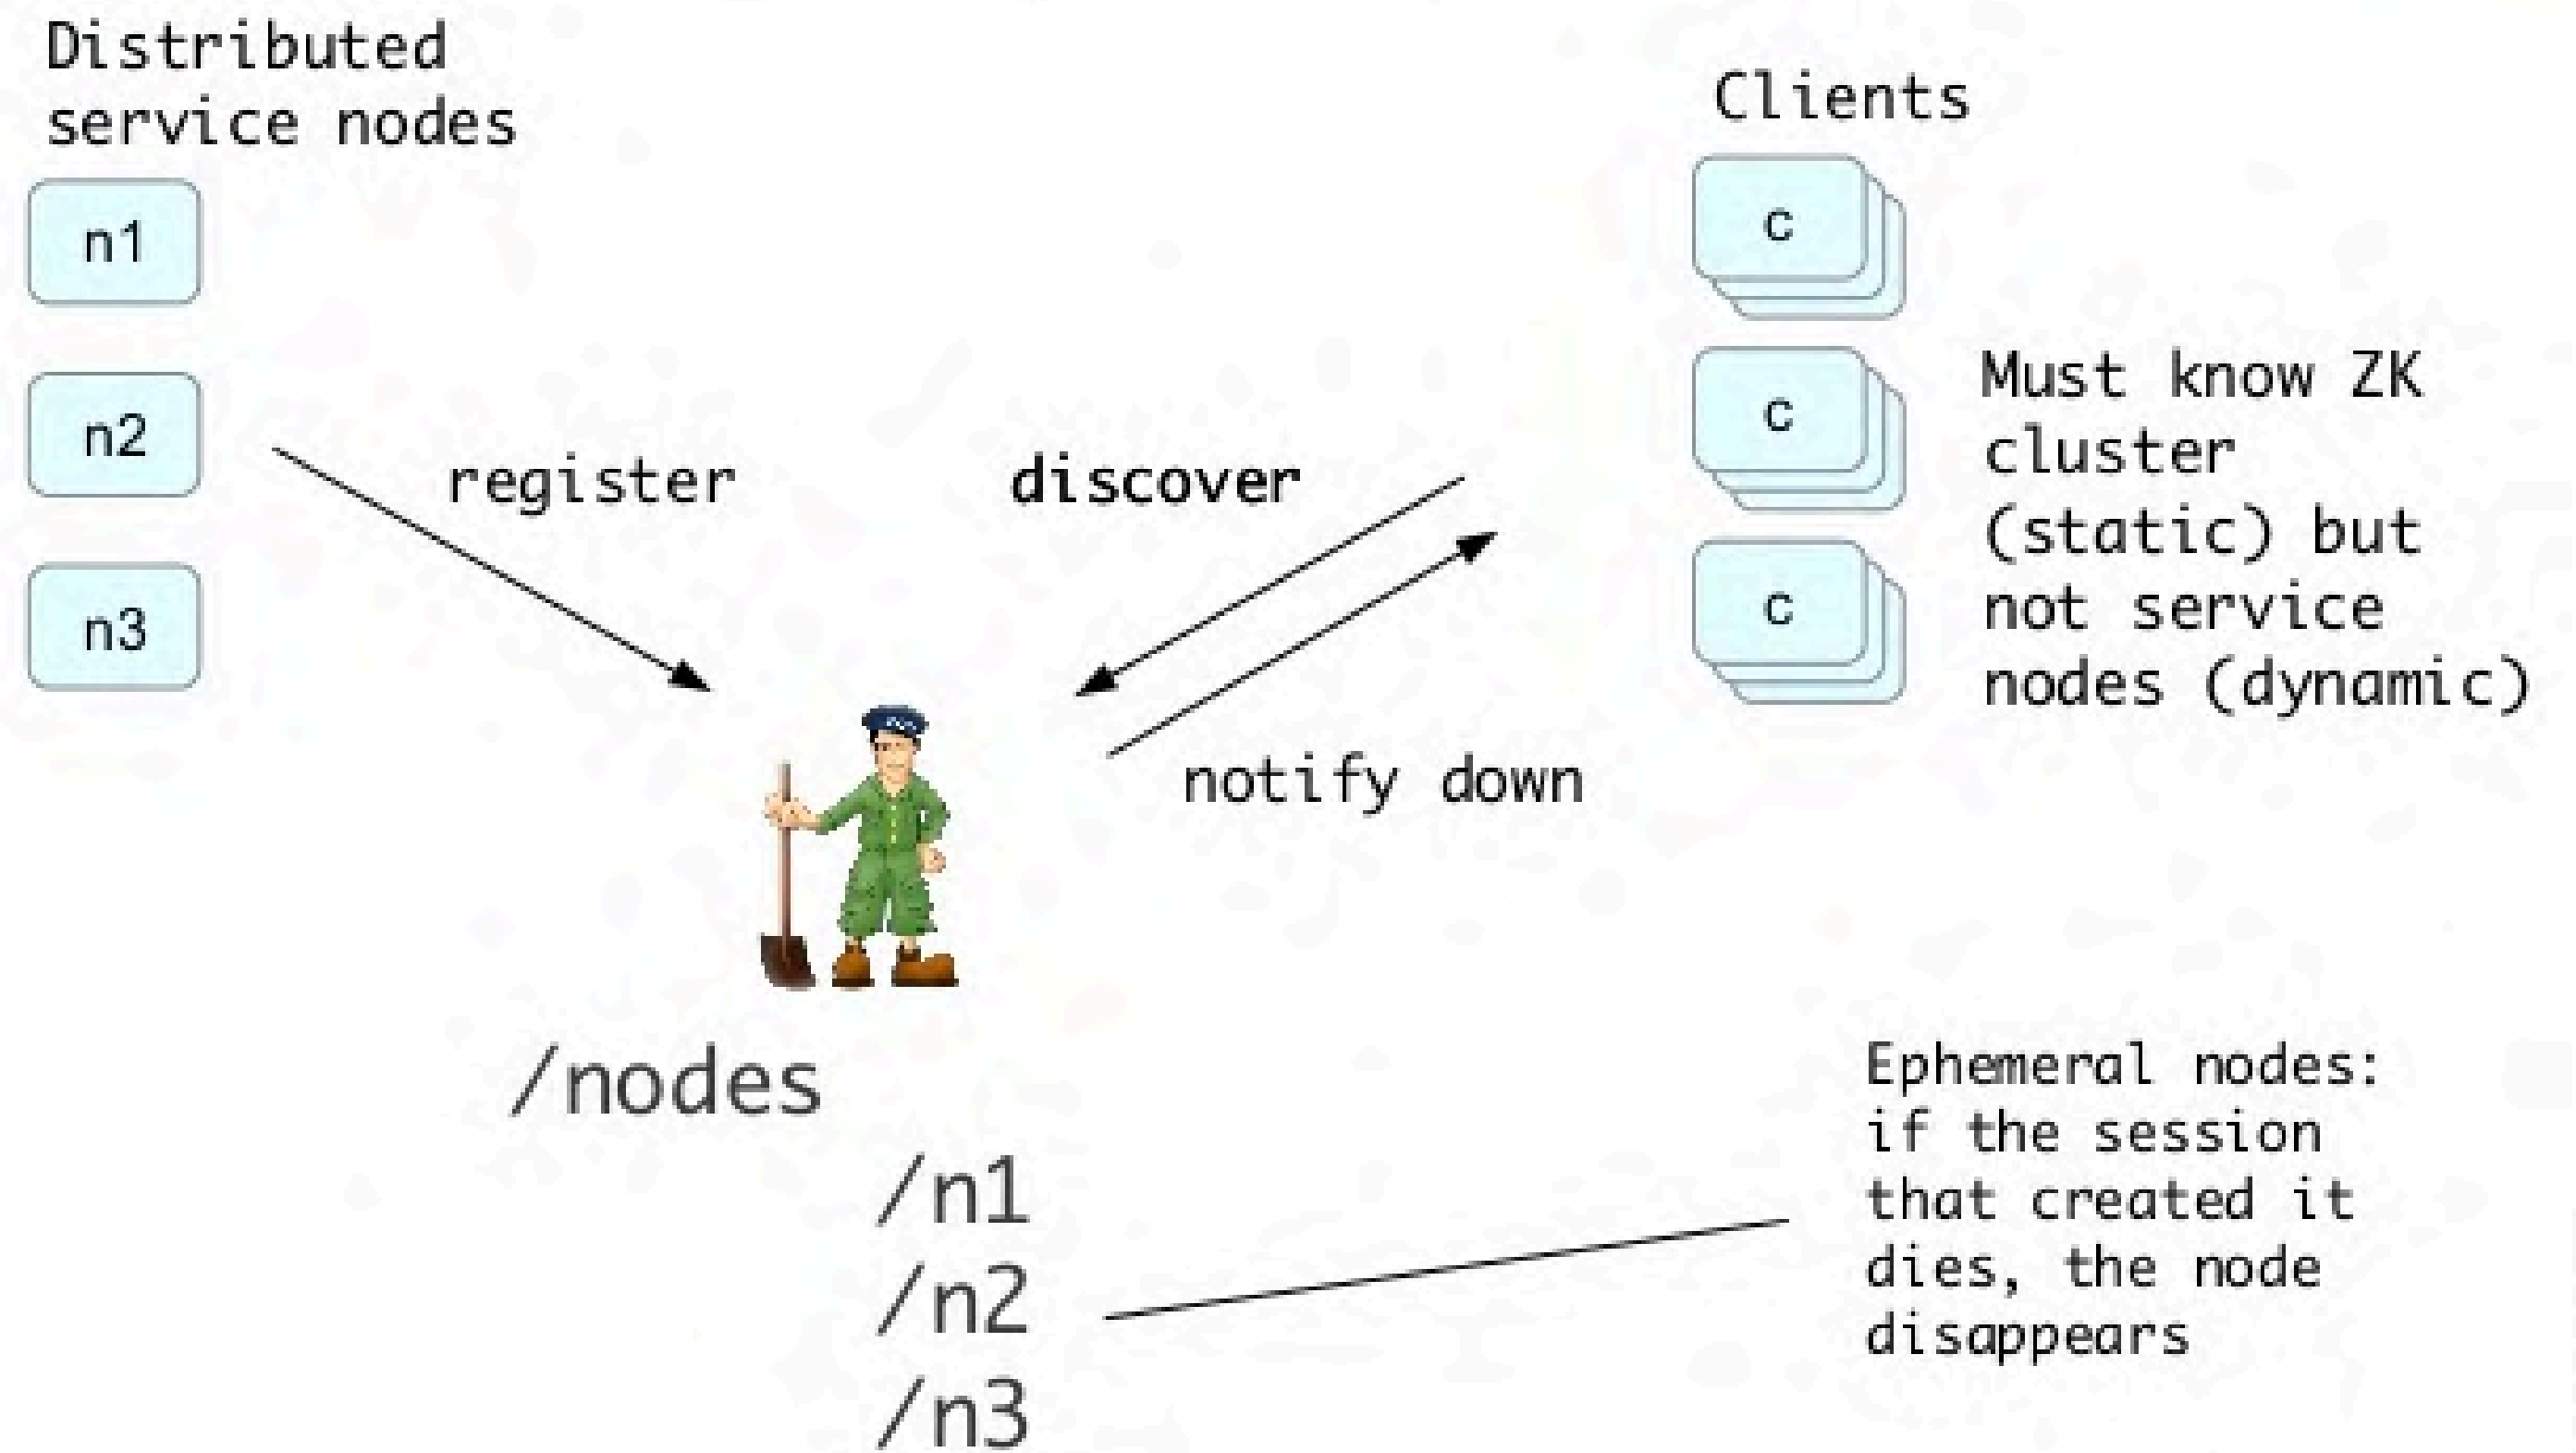 Distributed
service nodes
n1
n2
n3
register
discover
notify down
Clients
c
c
c
Must know ZK
cluster
(static) but
not service
nodes (dynamic)
/nodes
/n1
/n2
/n3
Ephemeral nodes:
if the session
that created it
dies, the node
disappears